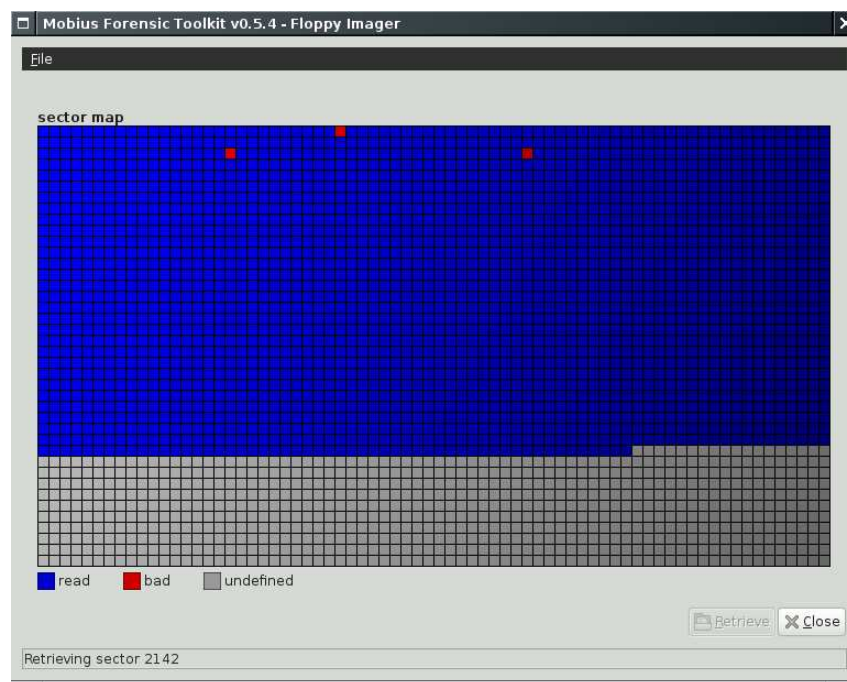 Mobius Forensic Toolkit v0.5.4 - Floppy Imager
File
sector map
read bad undefined
Retrieve Close
Retrieving sector 2142